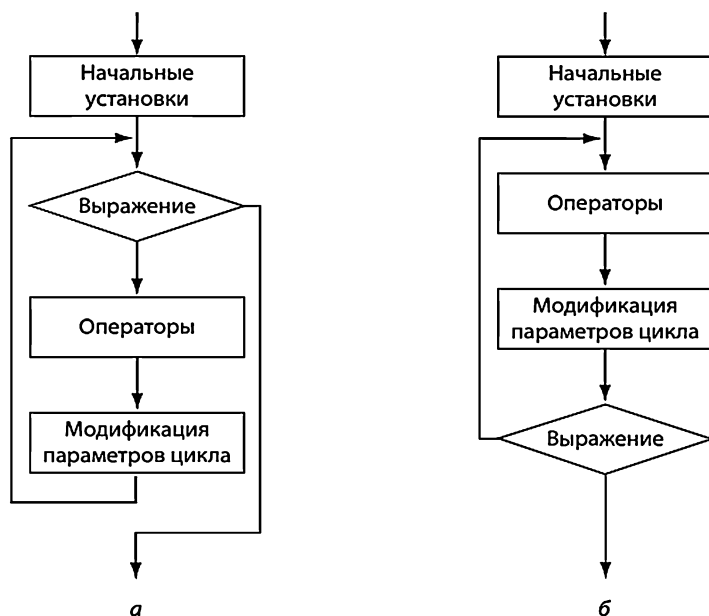 Начальные
установки
Выражение
Операторы
Модификация
параметров цикла
а
Начальные
установки
Операторы
Модификация
параметров цикла
Выражение
б